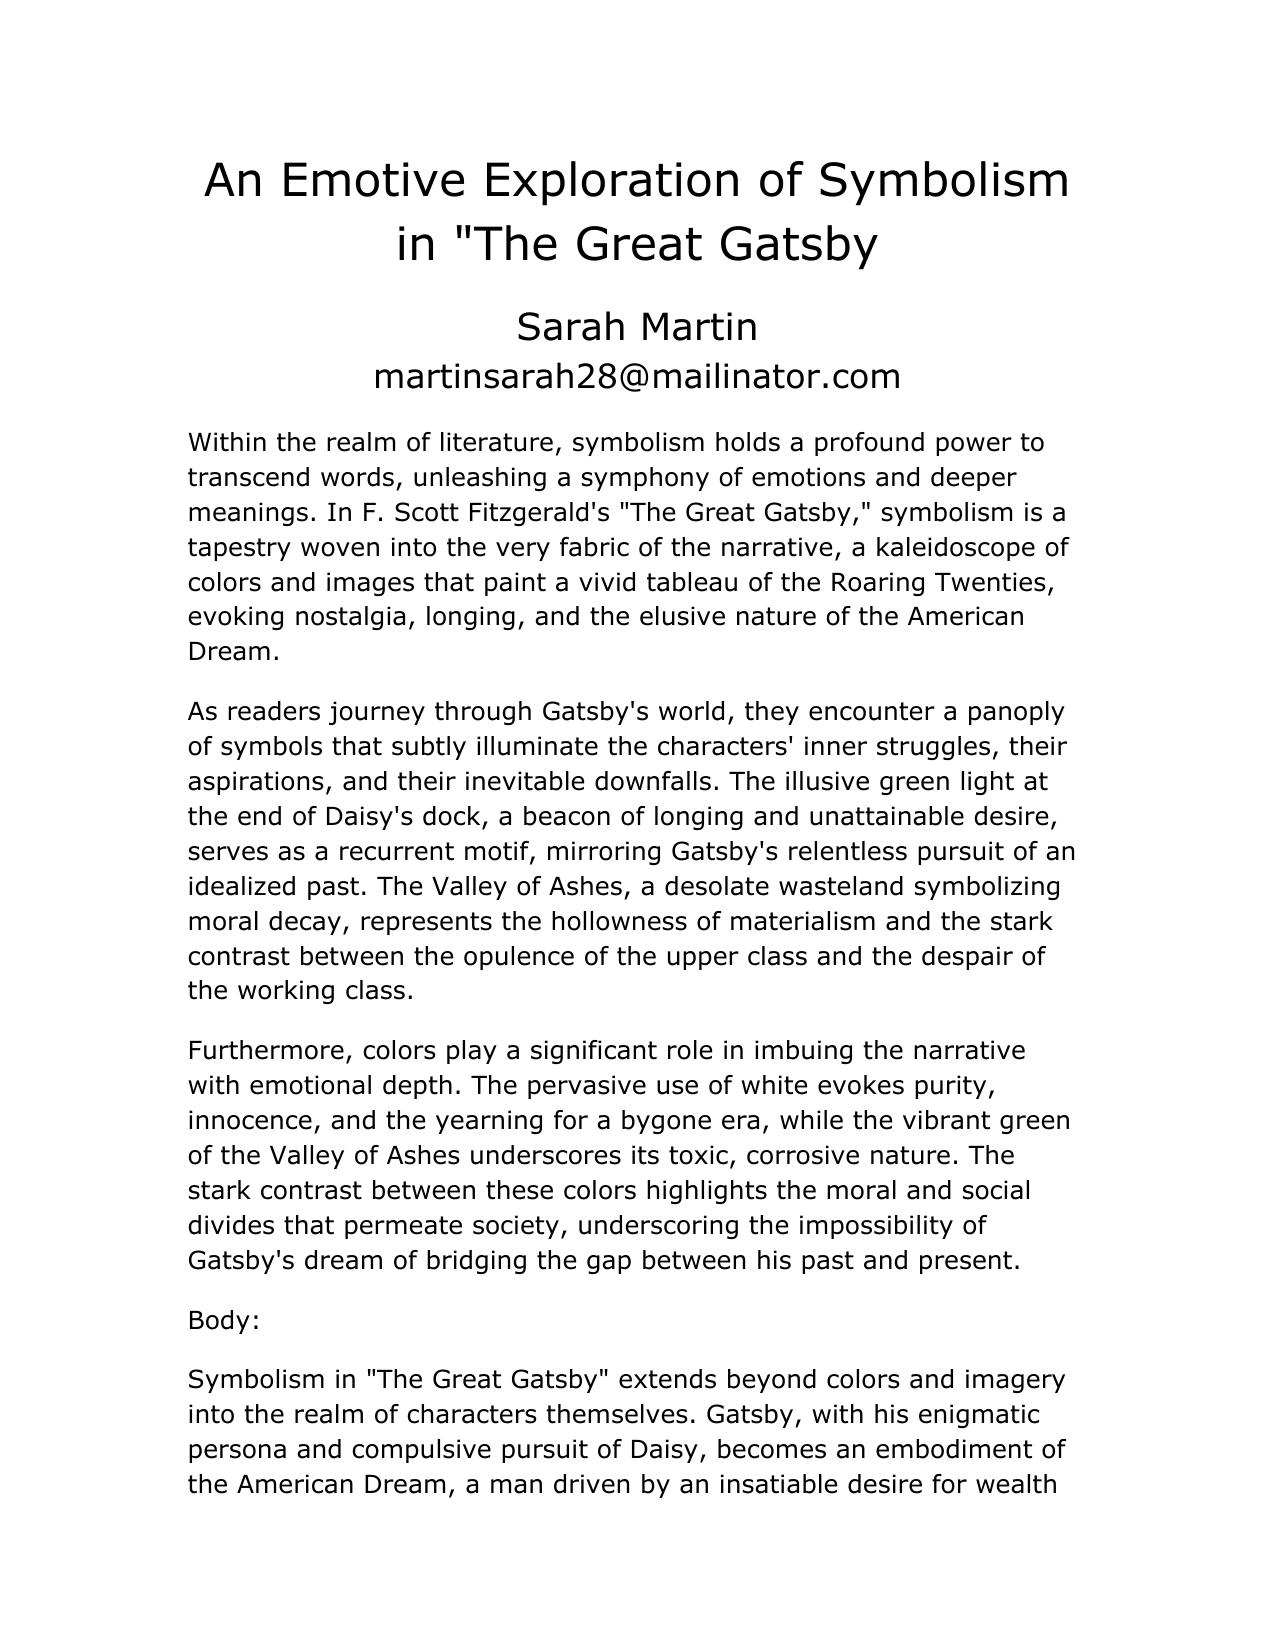 An Emotive Exploration of Symbolism
in "The Great Gatsby
Sarah Martin
martinsarah28@mailinator.com
Within the realm of literature, symbolism holds a profound power to
transcend words, unleashing a symphony of emotions and deeper
meanings. In F. Scott Fitzgerald's "The Great Gatsby," symbolism is a
tapestry woven into the very fabric of the narrative, a kaleidoscope of
colors and images that paint a vivid tableau of the Roaring Twenties,
evoking nostalgia, longing, and the elusive nature of the American
Dream.
As readers journey through Gatsby's world, they encounter a panoply
of symbols that subtly illuminate the characters' inner struggles, their
aspirations, and their inevitable downfalls. The illusive green light at
the end of Daisy's dock, a beacon of longing and unattainable desire,
serves as a recurrent motif, mirroring Gatsby's relentless pursuit of an
idealized past. The Valley of Ashes, a desolate wasteland symbolizing
moral decay, represents the hollowness of materialism and the stark
contrast between the opulence of the upper class and the despair of
the working class.
Furthermore, colors play a significant role in imbuing the narrative
with emotional depth. The pervasive use of white evokes purity,
innocence, and the yearning for a bygone era, while the vibrant green
of the Valley of Ashes underscores its toxic, corrosive nature. The
stark contrast between these colors highlights the moral and social
divides that permeate society, underscoring the impossibility of
Gatsby's dream of bridging the gap between his past and present.
Body:
Symbolism in "The Great Gatsby" extends beyond colors and imagery
into the realm of characters themselves. Gatsby, with his enigmatic
persona and compulsive pursuit of Daisy, becomes an embodiment of
the American Dream, a man driven by an insatiable desire for wealth